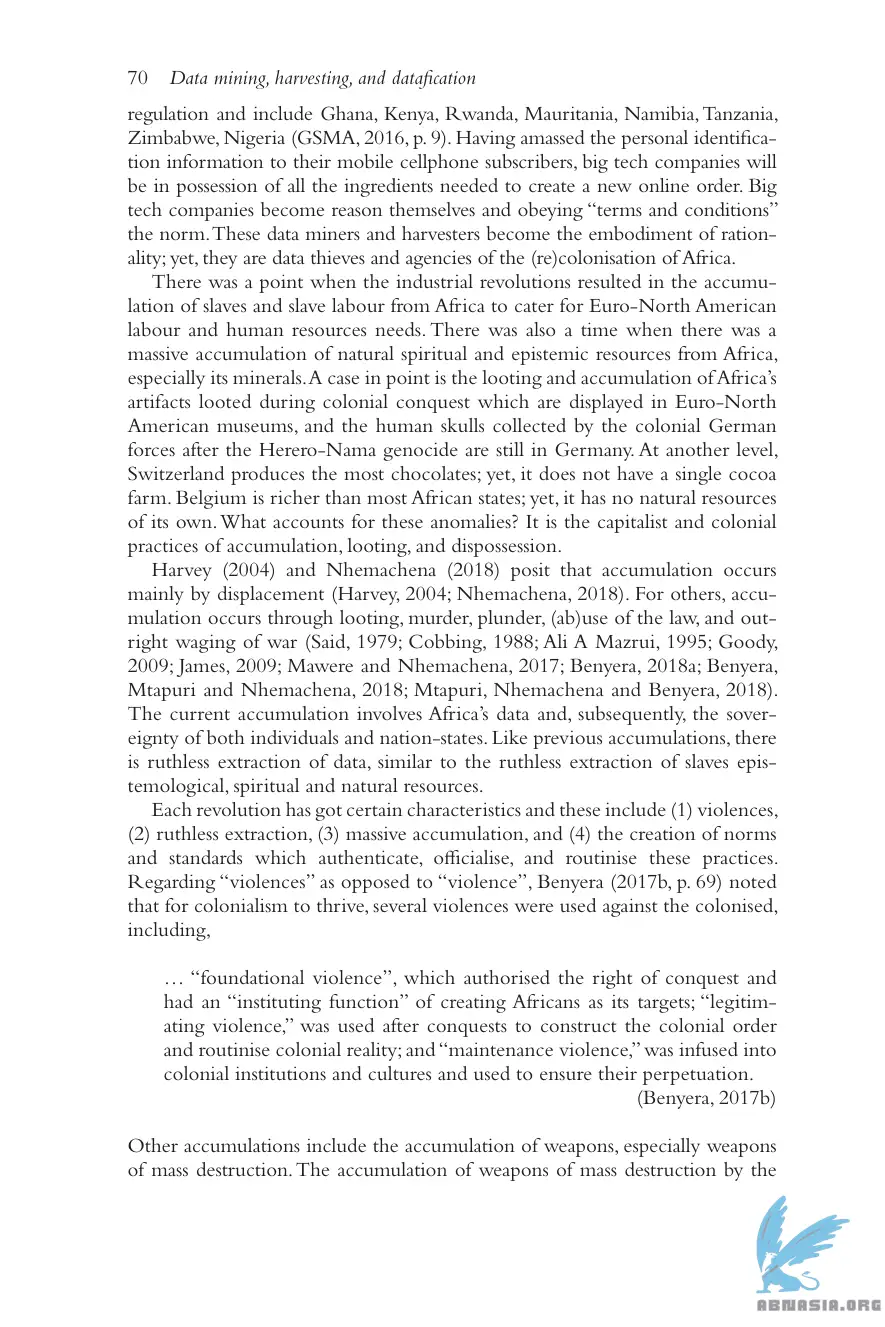 70 Data mining, harvesting, and datafication
regulation and include Ghana, Kenya, Rwanda, Mauritania, Namibia, Tanzania,
Zimbabwe, Nigeria (GSMA, 2016, p. 9). Having amassed the personal identifica-
tion information to their mobile cellphone subscribers, big tech companies will
be in possession of all the ingredients needed to create a new online order. Big
tech companies become reason themselves and obeying “terms and conditions”
the norm. These data miners and harvesters become the embodiment of ration-
ality; yet, they are data thieves and agencies of the (re)colonisation of Africa.
There was a point when the industrial revolutions resulted in the accumu-
lation of slaves and slave labour from Africa to cater for Euro-North American
labour and human resources needs. There was also a time when there was a
massive accumulation of natural spiritual and epistemic resources from Africa,
especially its minerals. A case in point is the looting and accumulation of Africa’s
artifacts looted during colonial conquest which are displayed in Euro-North
American museums, and the human skulls collected by the colonial German
forces after the Herero-Nama genocide are still in Germany. At another level,
Switzerland produces the most chocolates; yet, it does not have a single cocoa
farm. Belgium is richer than most African states; yet, it has no natural resources
of its own. What accounts for these anomalies? It is the capitalist and colonial
practices of accumulation, looting, and dispossession.
Harvey (2004) and Nhemachena (2018) posit that accumulation occurs
mainly by displacement (Harvey, 2004; Nhemachena, 2018). For others, accu-
mulation occurs through looting, murder, plunder, (ab)use of the law, and out-
right waging of war (Said, 1979; Cobbing, 1988; Ali A Mazrui, 1995; Goody,
2009; James, 2009; Mawere and Nhemachena, 2017; Benyera, 2018a; Benyera,
Mtapuri and Nhemachena, 2018; Mtapuri, Nhemachena and Benyera, 2018).
The current accumulation involves Africa’s data and, subsequently, the sover-
eignty of both individuals and nation-states. Like previous accumulations, there
is ruthless extraction of data, similar to the ruthless extraction of slaves epis-
temological, spiritual and natural resources.
Each revolution has got certain characteristics and these include (1) violences,
(2) ruthless extraction, (3) massive accumulation, and (4) the creation of norms
and standards which authenticate, officialise, and routinise these practices.
Regarding “violences” as opposed to “violence”, Benyera (2017b, p. 69) noted
that for colonialism to thrive, several violences were used against the colonised,
including,
… “foundational violence”, which authorised the right of conquest and
had an “instituting function” of creating Africans as its targets; “legitim-
ating violence,” was used after conquests to construct the colonial order
and routinise colonial reality; and “maintenance violence,” was infused into
colonial institutions and cultures and used to ensure their perpetuation.
(Benyera, 2017b)
Other accumulations include the accumulation of weapons, especially weapons
of mass destruction. The accumulation of weapons of mass destruction by the
ABNASIA.ORG